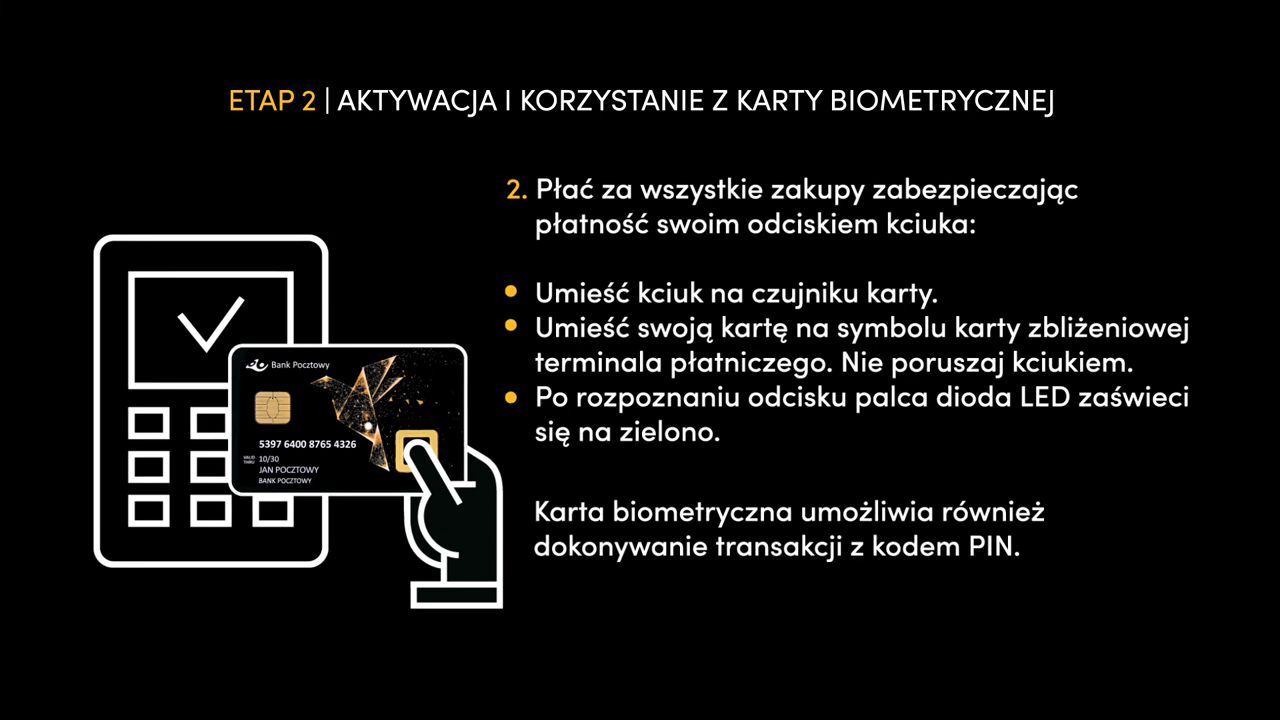 ETAP 2 | AKTYWACJA I KORZYSTANIE Z KARTY BIOMETRYCZNEJ
2. Płać za wszystkie zakupy zabezpieczając
płatność swoim odciskiem kciuka:
• Umieść kciuk na czujniku karty.
• Umieść swoją kartę na symbolu karty zbliżeniowej
terminala płatniczego. Nie poruszaj kciukiem.
• Po rozpoznaniu odcisku palca dioda LED zaświeci
się na zielono.
Karta biometryczna umożliwia również
dokonywanie transakcji z kodem PIN.
Bank Pocztowy
5397 6400 8765 4326
VALID
THRU
10/30
JAN POCZTOWY
BANK POCZTOWY